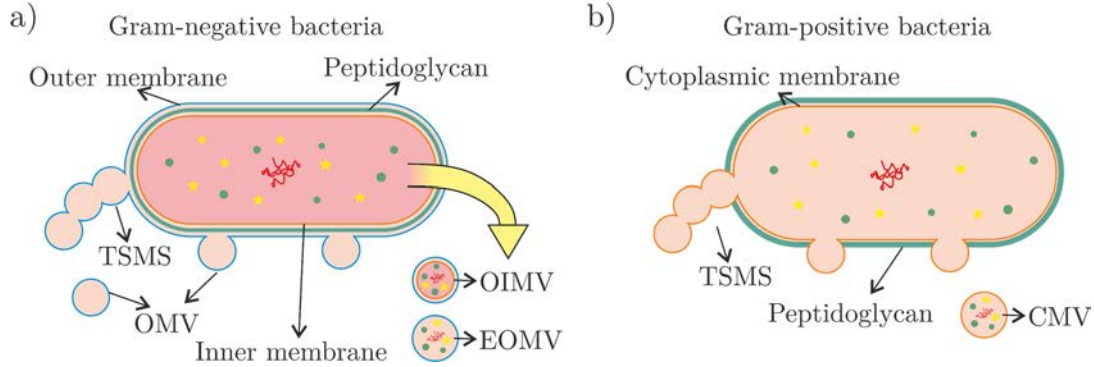 a)
Gram-negative bacteria
Outer membrane
Peptidoglycan
TSMS
OMV
Inner membrane
OIMV
EOMV
b)
Gram-positive bacteria
Cytoplasmic membrane
TSMS
Peptidoglycan
CMV